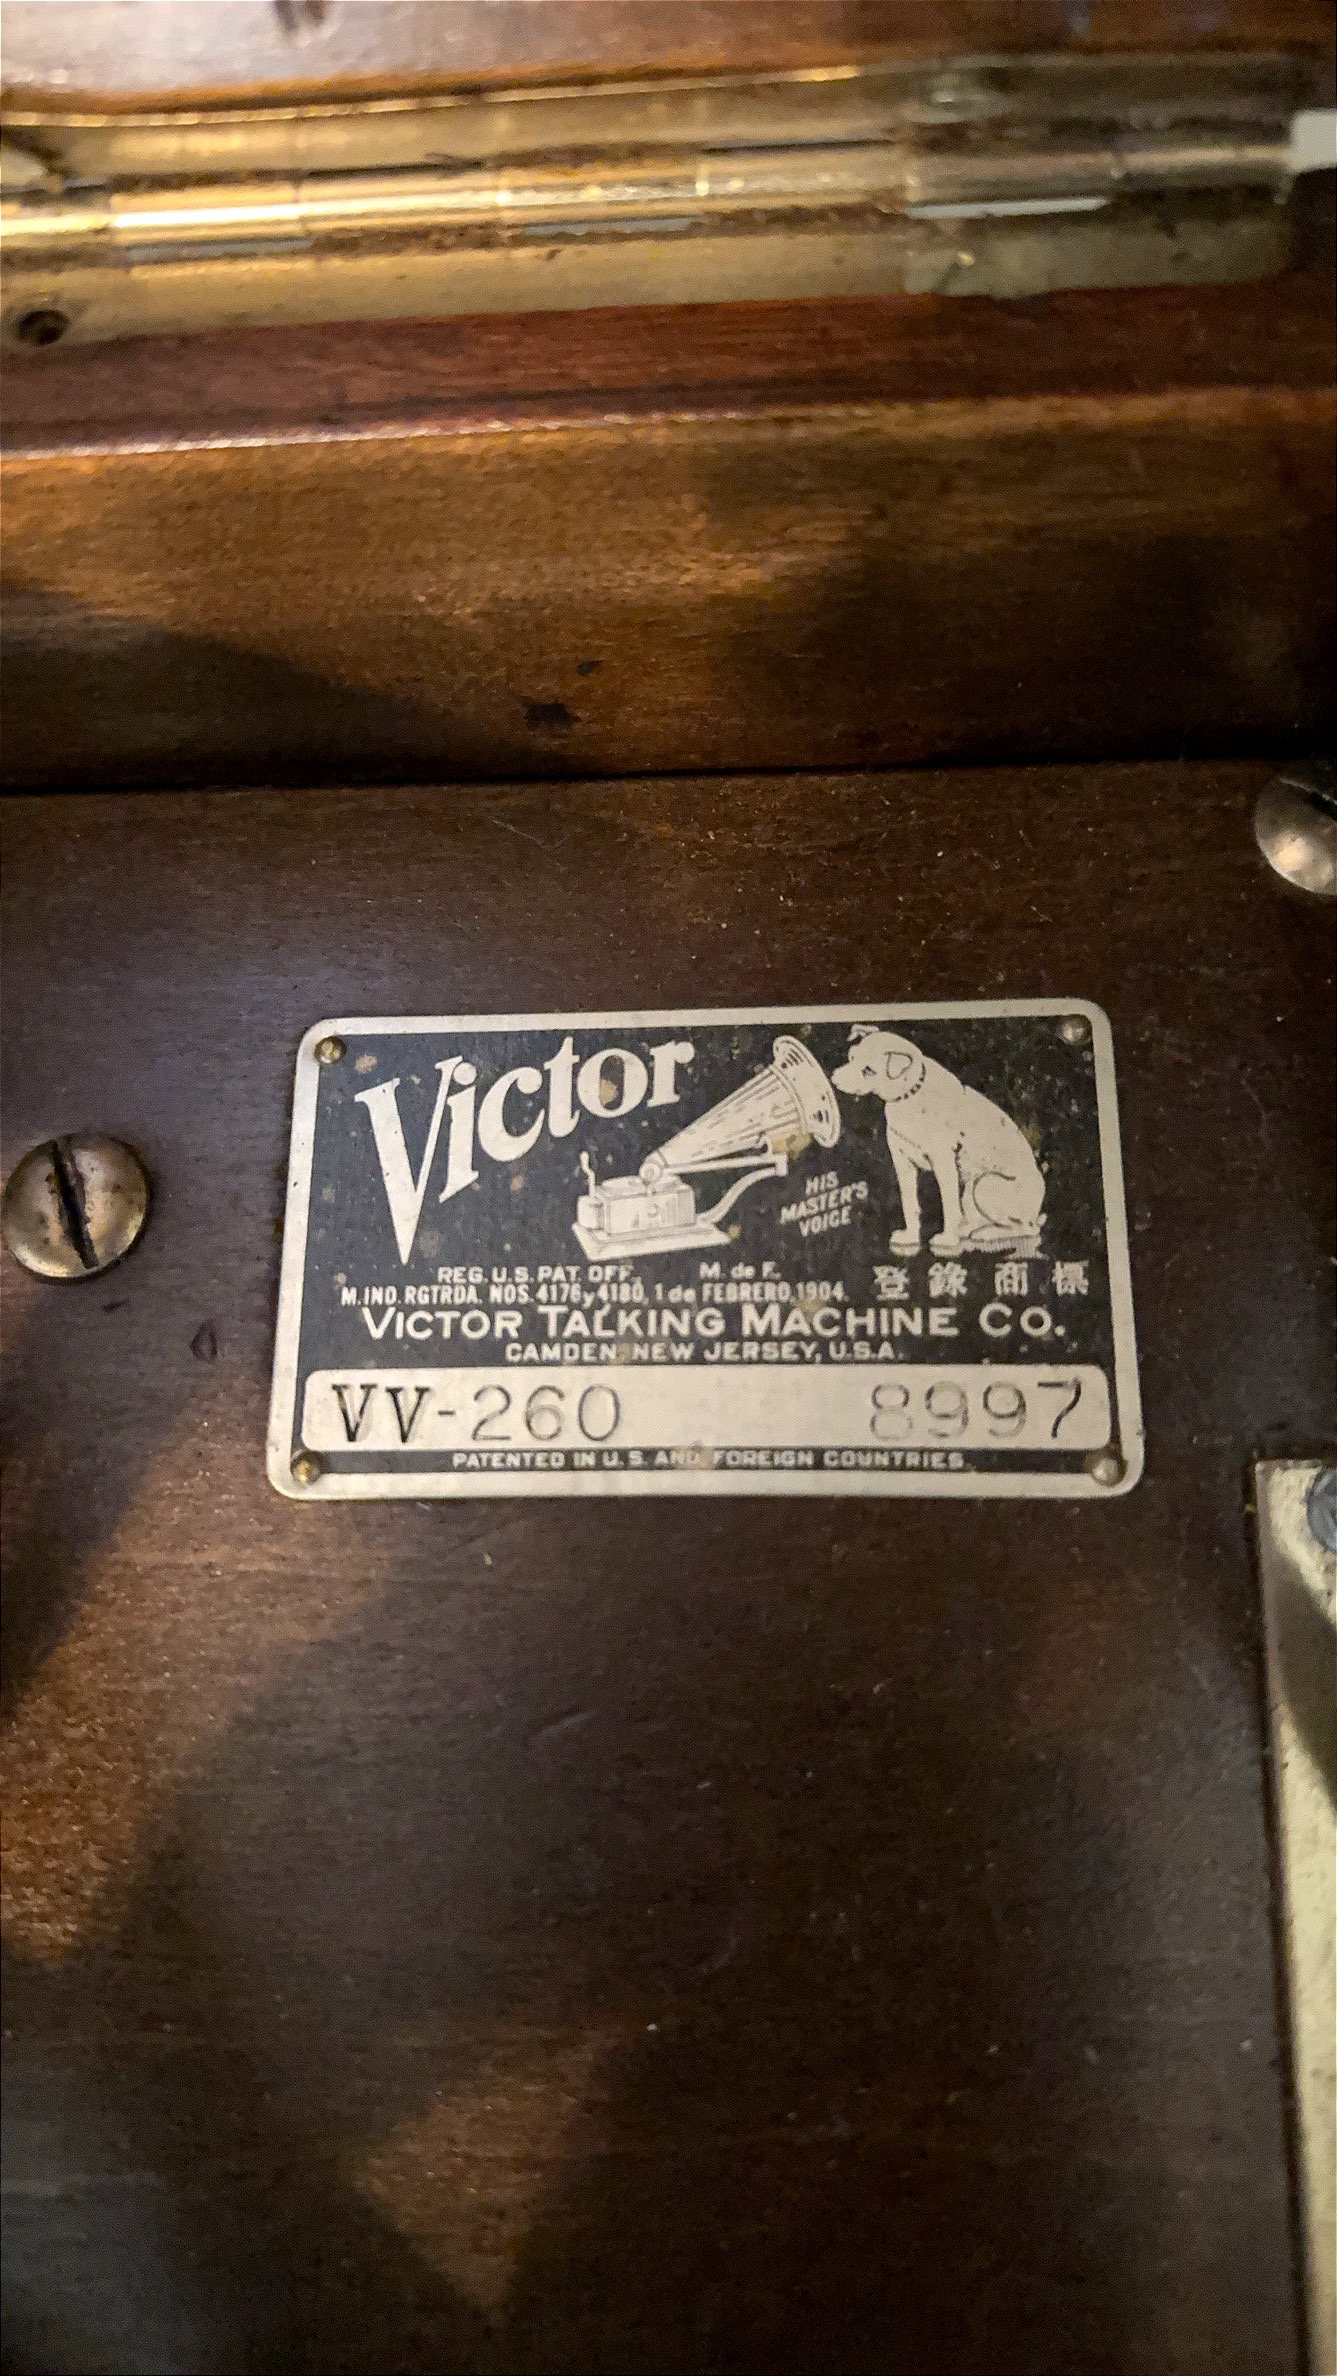 Victor
HIS
MASTER'S
VOICE
REG. U.S. PAT. OFF. M. de F.
M. IND. RGTRDA. NOS. 4176 y 4180, 1 de FEBRERO, 1904. 登錄商標
VICTOR TALKING MACHINE CO.
CAMDEN, NEW JERSEY, U.S.A.
VV-260 8997
PATENTED IN U.S. AND FOREIGN COUNTRIES.